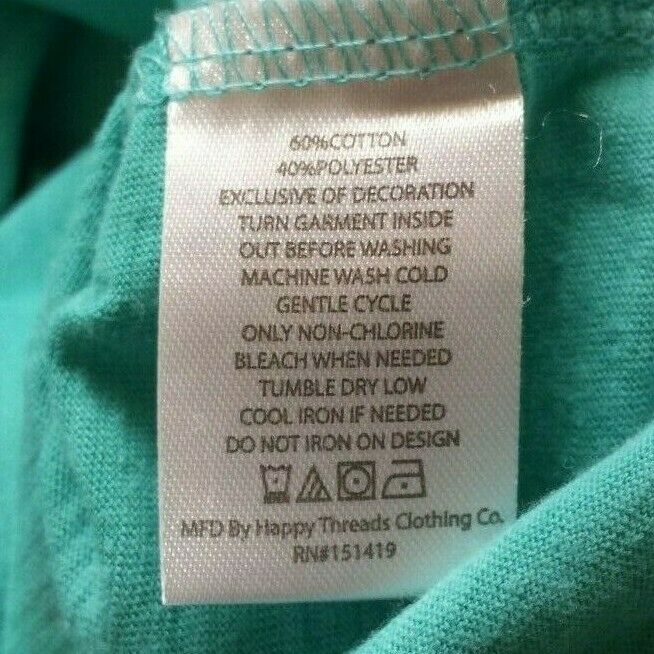 60%COTTON
40%POLYESTER
EXCLUSIVE OF DECORATION
TURN GARMENT INSIDE
OUT BEFORE WASHING
MACHINE WASH COLD
GENTLE CYCLE
ONLY NON-CHLORINE
BLEACH WHEN NEEDED
TUMBLE DRY LOW
COOL IRON IF NEEDED
DO NOT IRON ON DESIGN
MFD By Happy Threads Clothing Co.
RN#151419